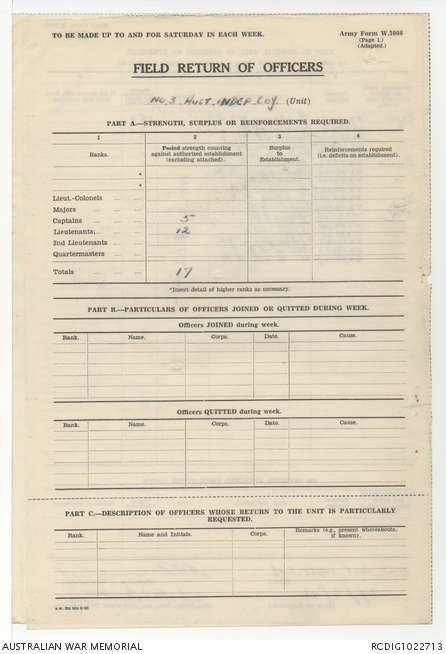 TO BE MADE UP TO AND FOR SATURDAY IN EACH WEEK.
Army Form W.3008
(Page 1.)
(Adapted.)
FIELD RETURN OF OFFICERS
No. 3. Aust. INDEP. Coy. (Unit)
PART A.—STRENGTH, SURPLUS OR REINFORCEMENTS REQUIRED.
1 2 3 4
Ranks.
Posted strength counting against authorized establishment (excluding attached).
Surplus to Establishment.
Reinforcements required (i.e. deficits on establishment).
*
*
Lieut.-Colonels
Majors
Captains 5
Lieutenants 12
2nd Lieutenants
Quartermasters
Totals 17
*Insert detail of higher ranks as necessary.
PART B.—PARTICULARS OF OFFICERS JOINED OR QUITTED DURING WEEK.
Officers JOINED during week.
Rank. Name. Corps. Date. Cause.
Officers QUITTED during week.
Rank. Name. Corps. Date. Cause.
PART C.—DESCRIPTION OF OFFICERS WHOSE RETURN TO THE UNIT IS PARTICULARLY
REQUESTED.
Rank. Name and Initials. Corps. Remarks (e.g., present whereabouts, if known).
AUSTRALIAN WAR MEMORIAL
RCDIG1022713